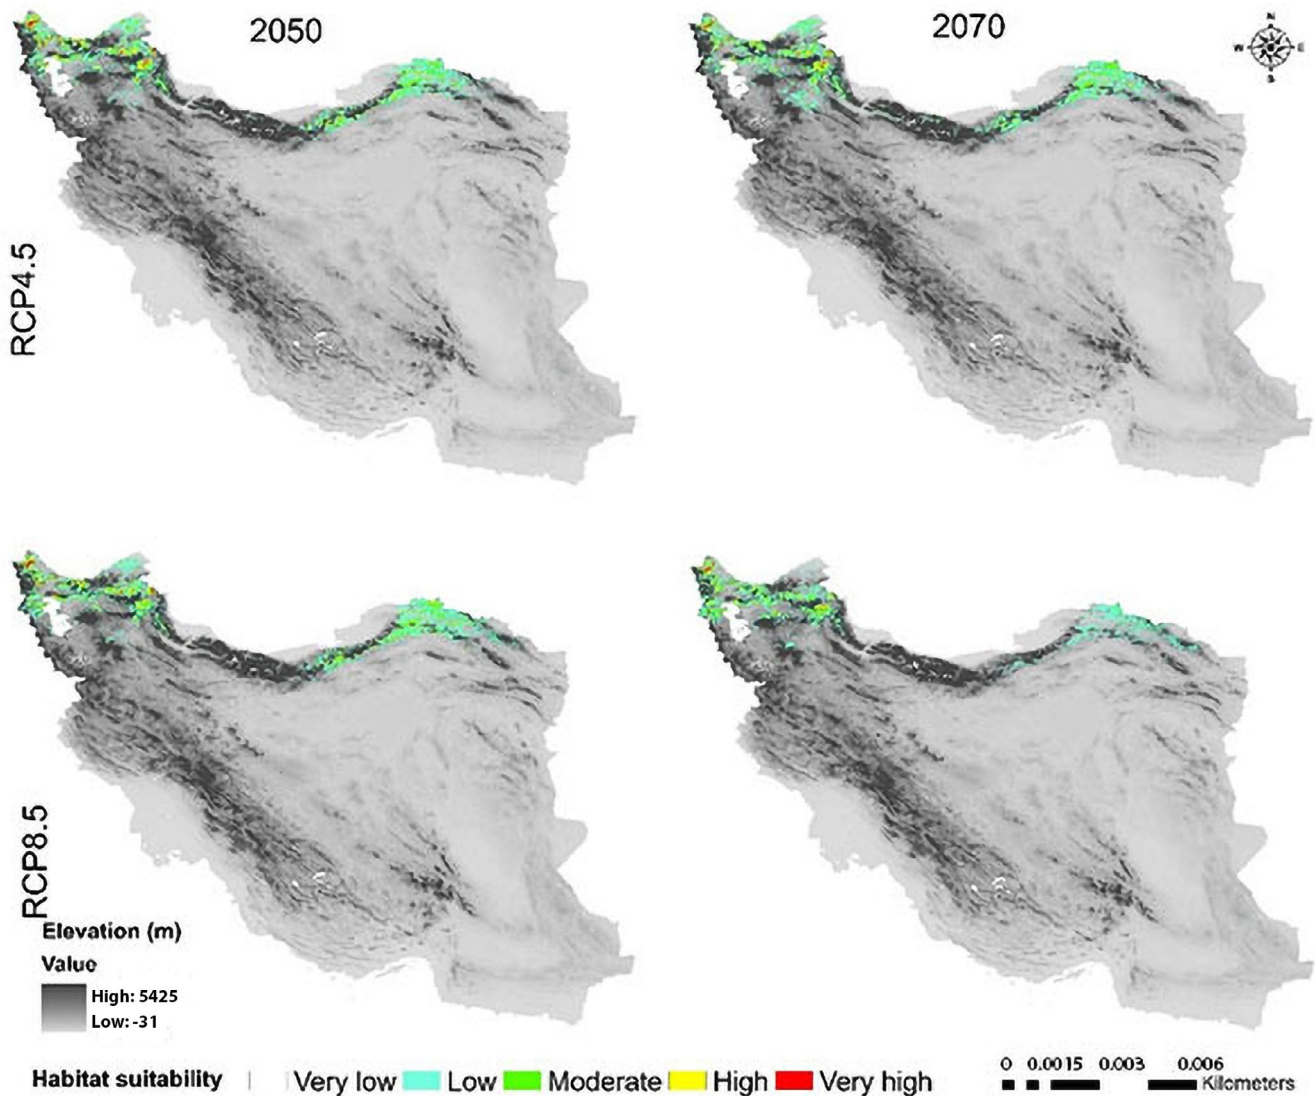 2050
2070
N
W E
S
RCP4.5
RCP8.5
Elevation (m)
Value
High: 5425
Low: -31
Habitat suitability Very low Low Moderate High Very high
0 0.0015 0.003 0.006
Kilometers